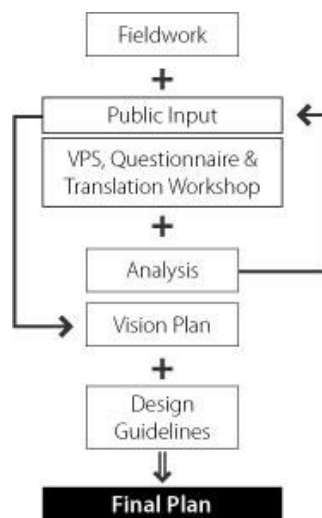 Fieldwork
+
Public Input
VPS, Questionnaire &
Translation Workshop
+
Analysis
Vision Plan
+
Design
Guidelines
Final Plan